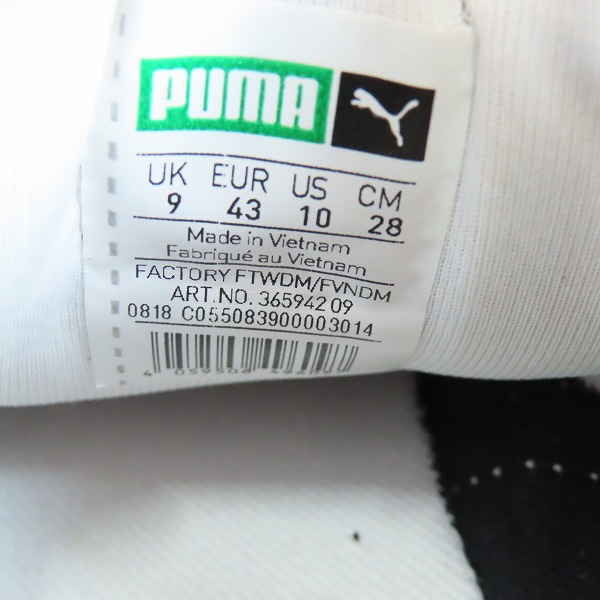 PUMA
UK EUR US CM
9 43 10 28
Made in Vietnam
Fabriqué au Vietnam
FACTORY FTWDM/FVNDM
ART.NO. 365942 09
0818 C055083900003014